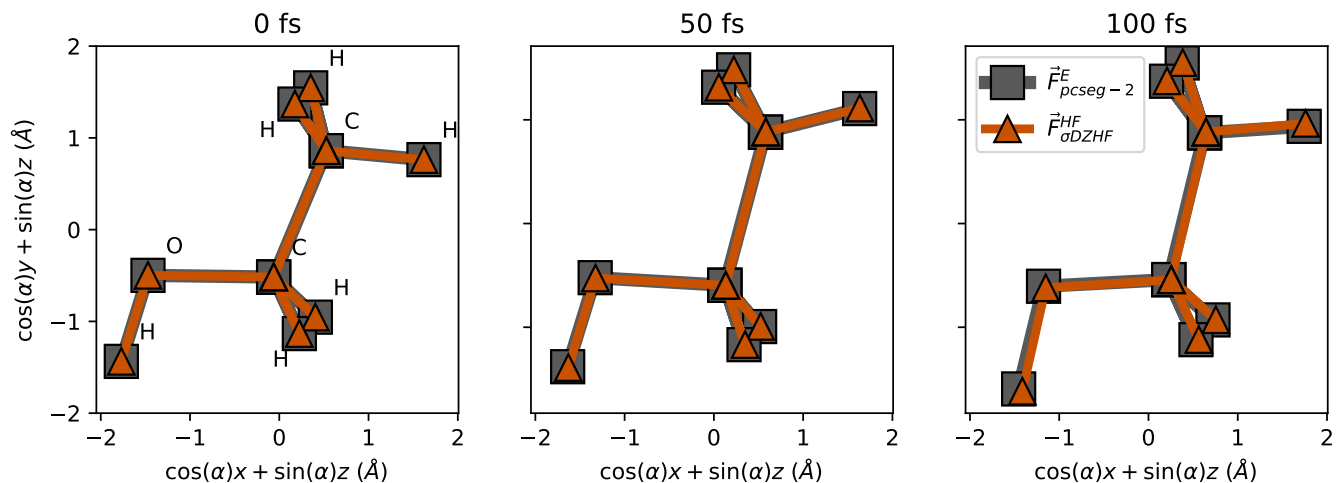 0 fs
50 fs
100 fs
cos(α)y + sin(α)z (Å)
2
1
0
−1
−2
H
H
C
H
O
C
H
H
H
−2
−1
0
1
2
cos(α)x + sin(α)z (Å)
−2
−1
0
1
2
cos(α)x + sin(α)z (Å)
F⃗^E_pcseg−2
F⃗^HF_σDZHF
−2
−1
0
1
2
cos(α)x + sin(α)z (Å)